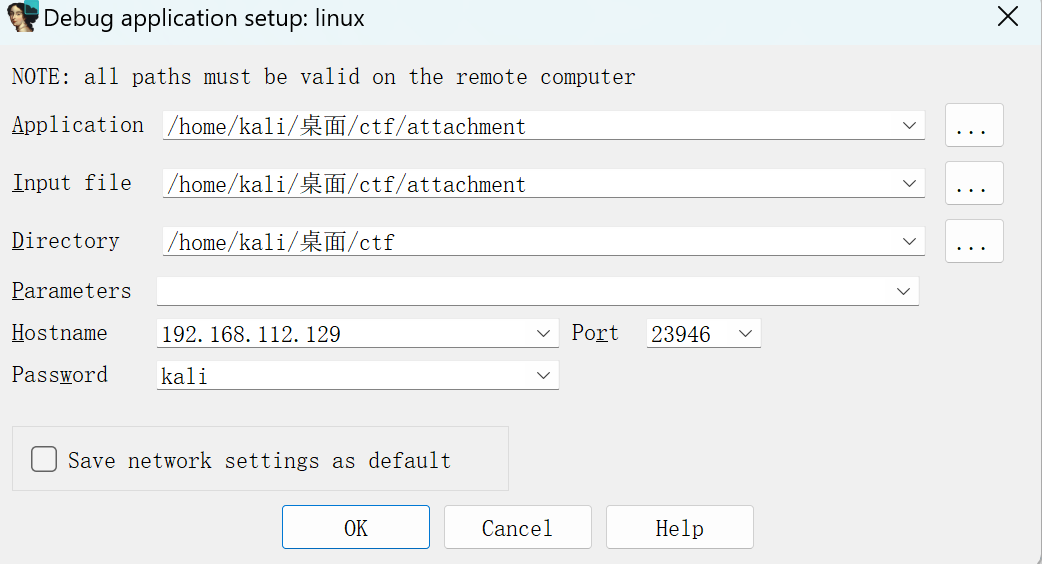 Debug application setup: linux
NOTE: all paths must be valid on the remote computer
Application /home/kali/桌面/ctf/attachment ...
Input file /home/kali/桌面/ctf/attachment ...
Directory /home/kali/桌面/ctf ...
Parameters
Hostname 192.168.112.129 Port 23946
Password kali
Save network settings as default
OK Cancel Help